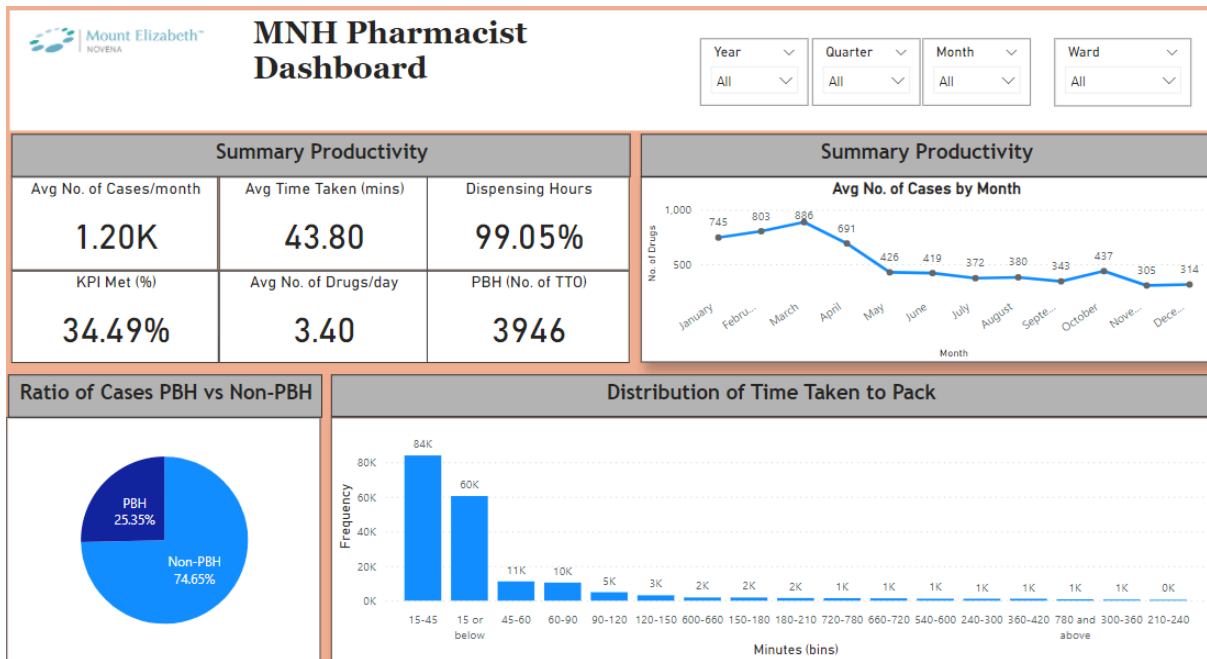 Mount Elizabeth™
NOVENA
MNH Pharmacist
Dashboard
Year
All
Quarter
All
Month
All
Ward
All
Summary Productivity
Avg No. of Cases/month
1.20K
Avg Time Taken (mins)
43.80
Dispensing Hours
99.05%
KPI Met (%)
34.49%
Avg No. of Drugs/day
3.40
PBH (No. of TTO)
3946
Summary Productivity
Avg No. of Cases by Month
No. of Drugs
1,000
500
745
803
886
691
426
419
372
380
343
437
305
314
January
Febru...
March
April
May
June
July
August
Septe...
October
Nove...
Dece...
Month
Ratio of Cases PBH vs Non-PBH
PBH
25.35%
Non-PBH
74.65%
Distribution of Time Taken to Pack
Frequency
80K
60K
40K
20K
0K
84K
60K
11K
10K
5K
3K
2K
2K
2K
1K
1K
1K
1K
1K
1K
1K
0K
15-45
15 or
below
45-60
60-90
90-120
120-150
600-660
150-180
180-210
720-780
660-720
540-600
240-300
360-420
780 and
above
300-360
210-240
Minutes (bins)